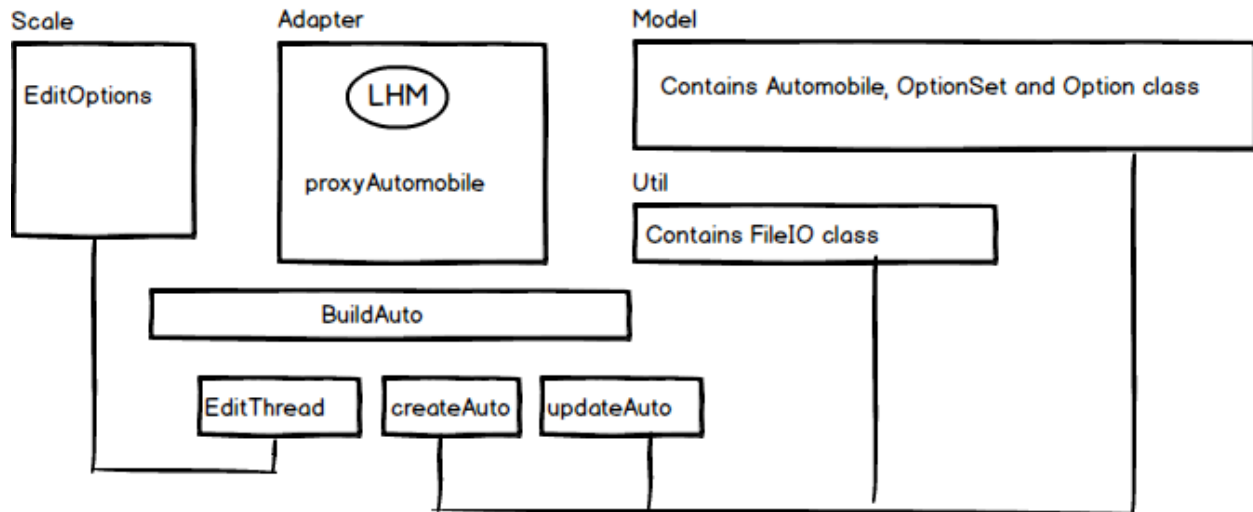 Scale
Adapter
Model
EditOptions
LHM
proxyAutomobile
Contains Automobile, OptionSet and Option class
Util
Contains FileIO class
BuildAuto
EditThread
createAuto
updateAuto